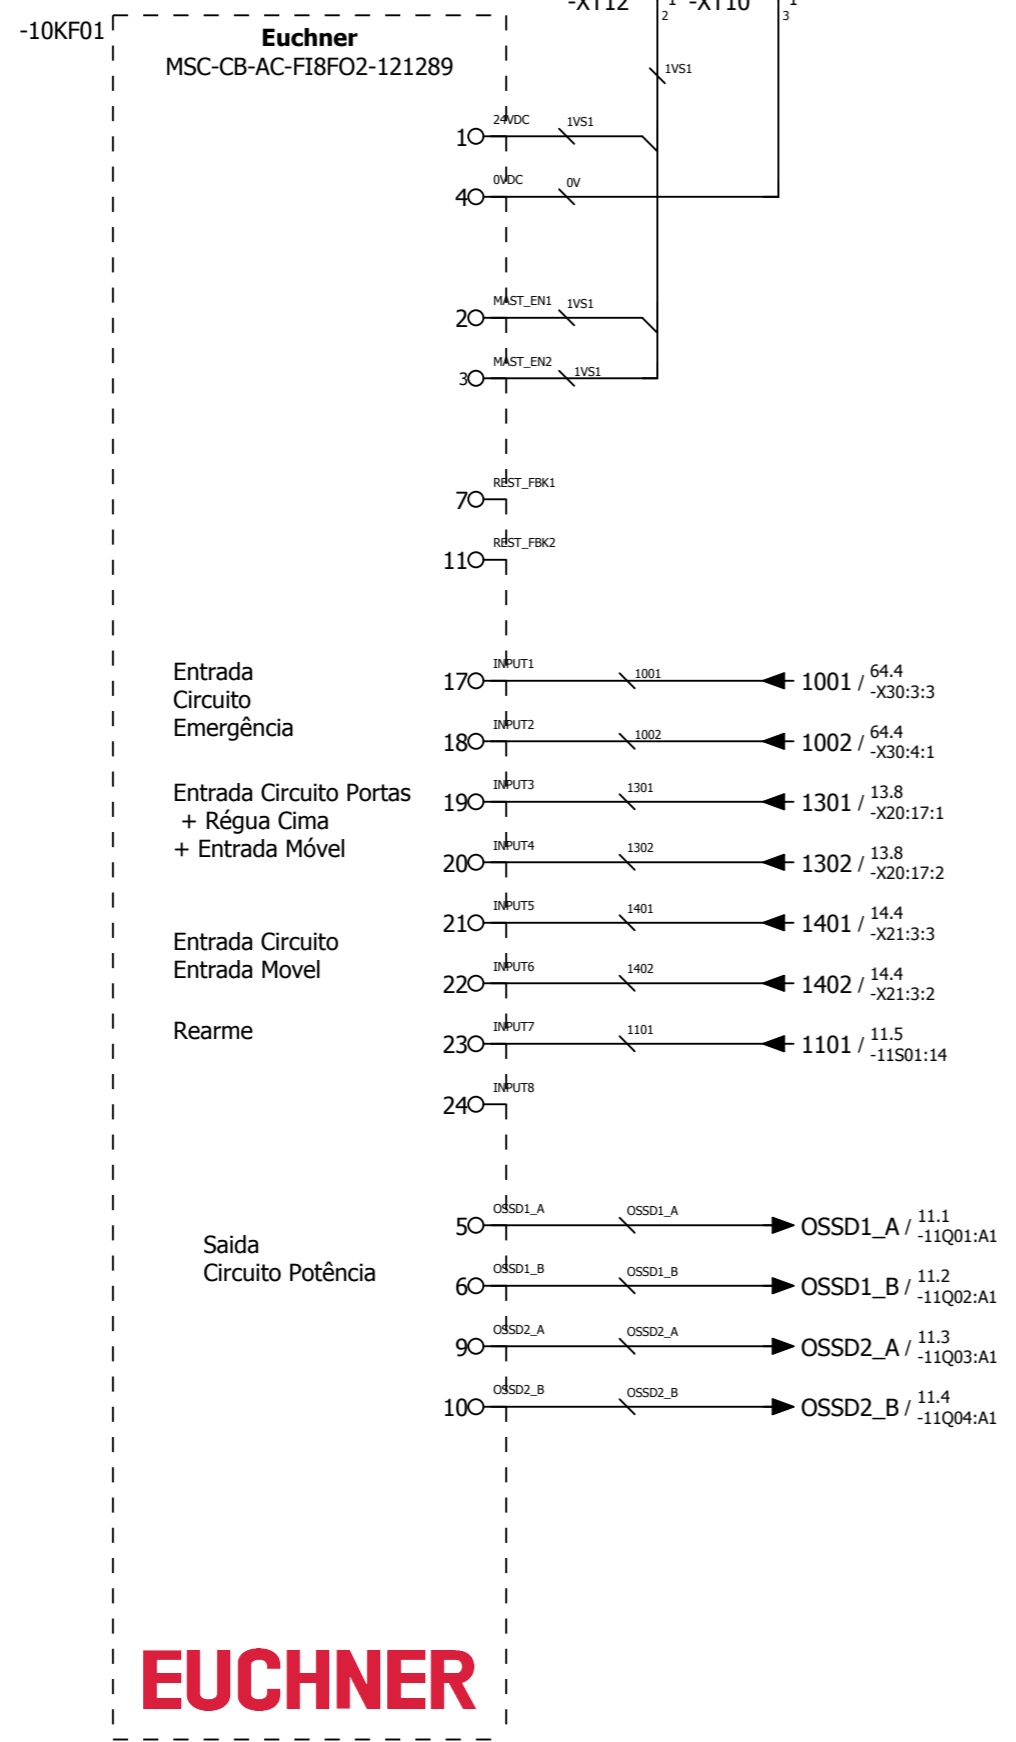 -XT12 1 2 -XT10 1 3
-10KF01
Euchner
MSC-CB-AC-FI8FO2-121289
1VS1
1 24VDC 1VS1
4 0VDC 0V
2 MAST_EN1 1VS1
3 MAST_EN2 1VS1
7 REST_FBK1
11 REST_FBK2
Entrada
Circuito
Emergência
17 INPUT1 1001 1001 / 64.4 -X30:3:3
18 INPUT2 1002 1002 / 64.4 -X30:4:1
Entrada Circuito Portas
+ Régua Cima
+ Entrada Móvel
19 INPUT3 1301 1301 / 13.8 -X20:17:1
20 INPUT4 1302 1302 / 13.8 -X20:17:2
Entrada Circuito
Entrada Movel
21 INPUT5 1401 1401 / 14.4 -X21:3:3
22 INPUT6 1402 1402 / 14.4 -X21:3:2
Rearme
23 INPUT7 1101 1101 / 11.5 -11S01:14
24 INPUT8
Saida
Circuito Potência
5 OSSD1_A OSSD1_A OSSD1_A / 11.1 -11Q01:A1
6 OSSD1_B OSSD1_B OSSD1_B / 11.2 -11Q02:A1
9 OSSD2_A OSSD2_A OSSD2_A / 11.3 -11Q03:A1
10 OSSD2_B OSSD2_B OSSD2_B / 11.4 -11Q04:A1
EUCHNER